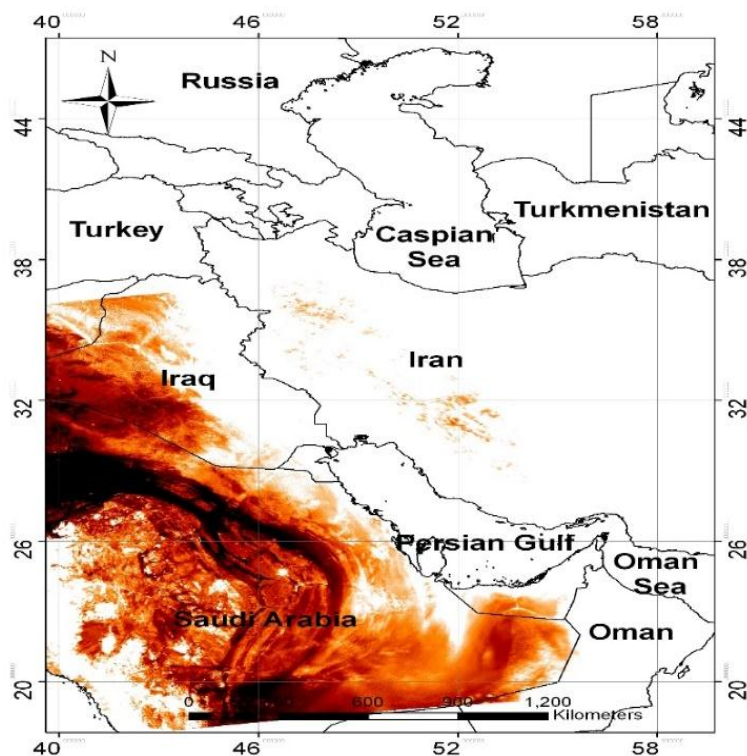 40 46 52 58
N
Russia
44 44
Turkey
Turkmenistan
Caspian
Sea
38 38
Iran
Iraq
32 32
Persian Gulf
26 26
Oman
Sea
Saudi Arabia
Oman
20 20
0 600 900 1,200
Kilometers
40 46 52 58